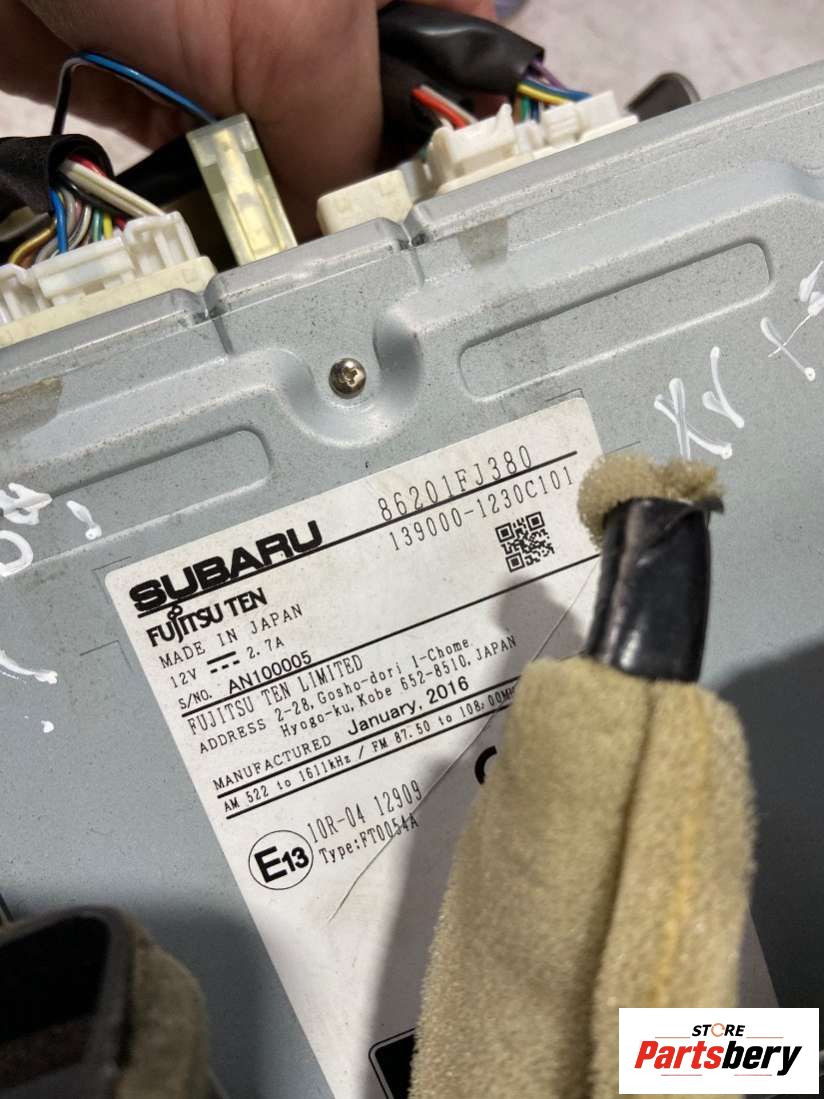 86201FJ380
139000-1230C101
SUBARU
FUJITSU TEN
MADE IN JAPAN
12V 2.7A
S/NO. AN100005
FUJITSU TEN LIMITED
ADDRESS 2-28, Gosho-dori 1-Chome
Hyogo-ku, Kobe 652-8510, JAPAN
MANUFACTURED January, 2016
AM 522 to 1611kHz / FM 87.50 to 108.00MH
10R-04 12909
Type:FT0054A
E13
XV
STORE
Partsbery